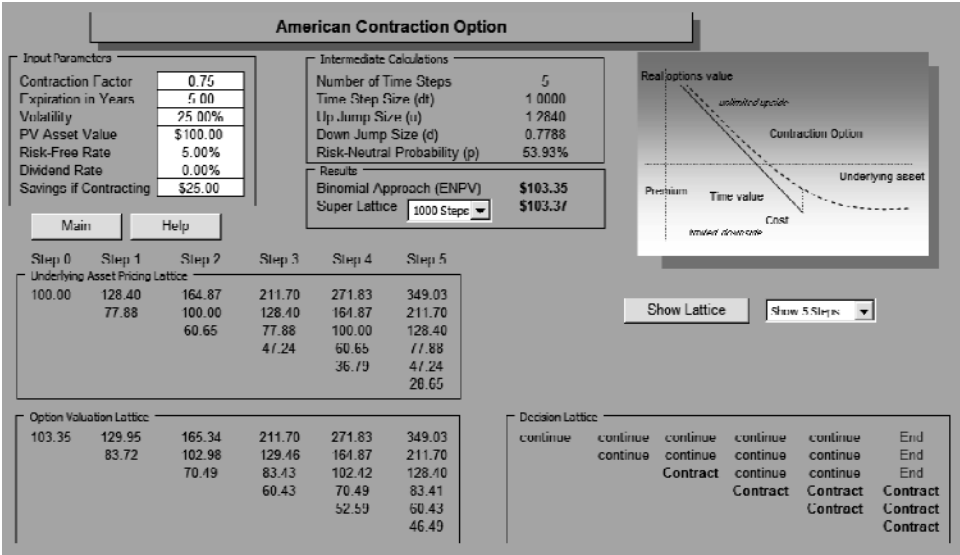 American Contraction Option
Input Parameters
Contraction Factor 0.75
Expiration in Years 5.00
Volatility 25.00%
PV Asset Value $100.00
Risk-Free Rate 5.00%
Dividend Rate 0.00%
Savings if Contracting $25.00
Intermediate Calculations
Number of Time Steps 5
Time Step Size (dt) 1.0000
Up Jump Size (u) 1.2840
Down Jump Size (d) 0.7788
Risk-Neutral Probability (p) 53.93%
Results
Binomial Approach (ENPV) $103.35
Super Lattice 1000 Steps $103.37
Real options value
unlimited upside
Contraction Option
Underlying asset
Premium
Time value
Cost
limited downside
Main Help
Show Lattice Show 5 Steps
Step 0 Step 1 Step 2 Step 3 Step 4 Step 5
Underlying Asset Pricing Lattice
100.00 128.40 164.87 211.70 271.83 349.03
77.88 100.00 128.40 164.87 211.70
60.65 77.88 100.00 128.40
47.24 60.65 77.88
36.79 47.24
28.65
Option Valuation Lattice
103.35 129.95 165.34 211.70 271.83 349.03
83.72 102.98 129.46 164.87 211.70
70.49 83.43 102.42 128.40
60.43 70.49 83.41
52.59 60.43
46.49
Decision Lattice
continue continue continue continue continue End
continue continue continue continue End
Contract continue continue End
Contract Contract Contract
Contract Contract
Contract